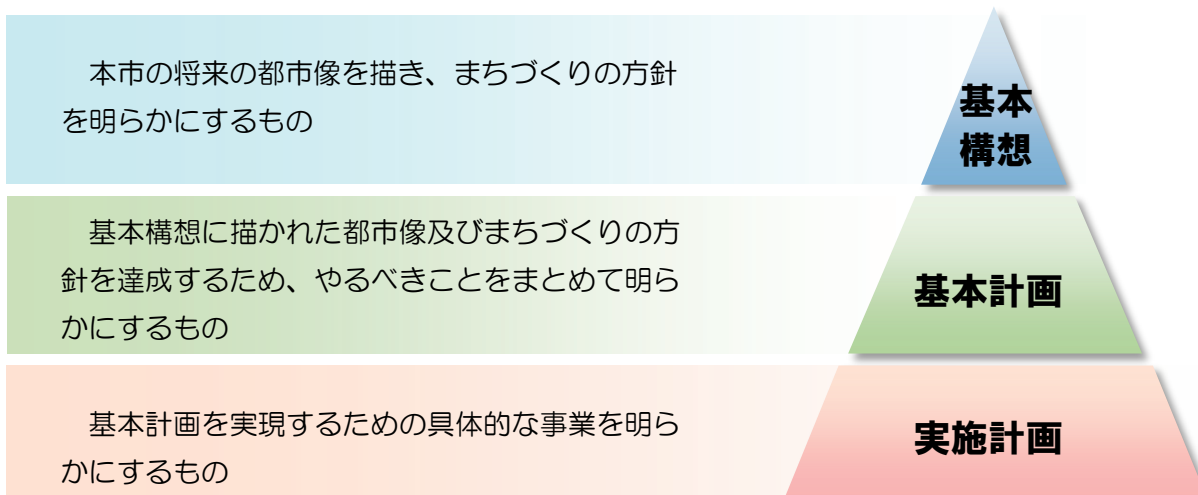 本市の将来の都市像を描き、まちづくりの方針
を明らかにするもの
基本
構想
基本構想に描かれた都市像及びまちづくりの方
針を達成するため、やるべきことをまとめて明ら
かにするもの
基本計画
基本計画を実現するための具体的な事業を明ら
かにするもの
実施計画